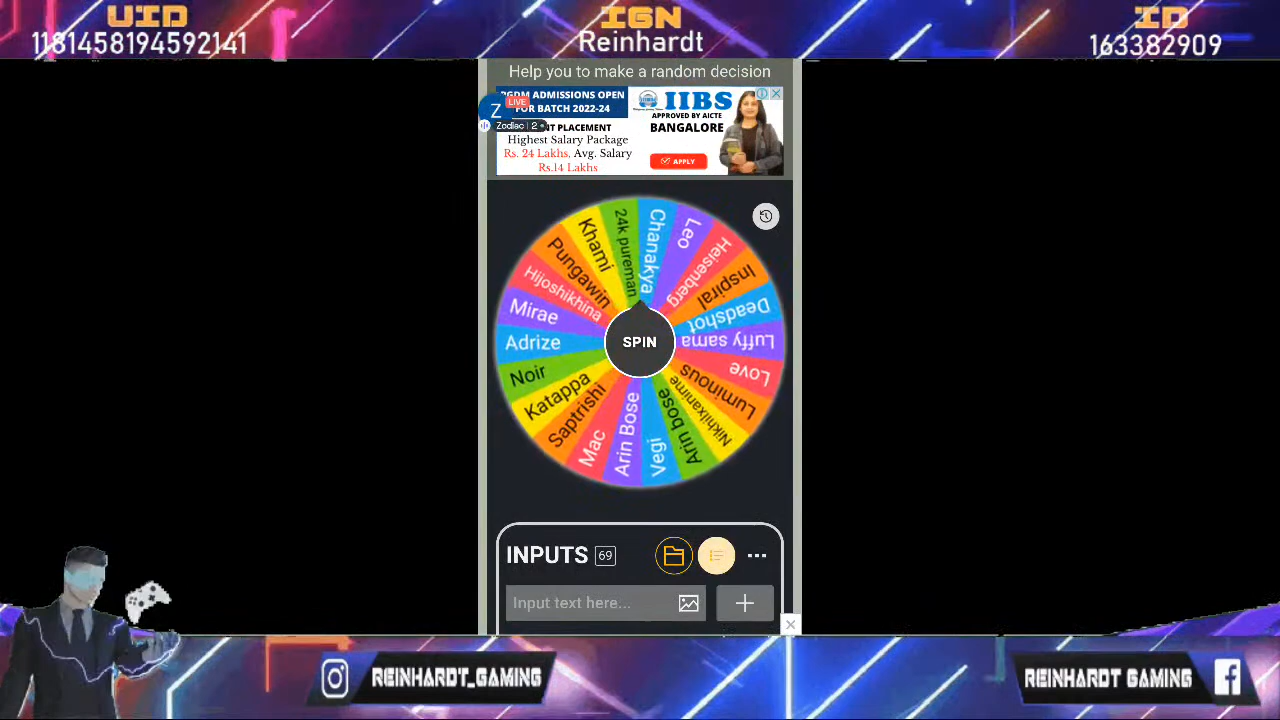 UID
1181458194592141
IGN
Reinhardt
ID
163382909
Help you to make a random decision
PGDM ADMISSIONS OPEN
FOR BATCH 2022-24
LIVE
Z
Zodiac | 2
NT PLACEMENT
Highest Salary Package
Rs. 24 Lakhs, Avg. Salary
Rs.14 Lakhs
IIBS
APPROVED BY AICTE
BANGALORE
APPLY
Chanakya
Leo
Heisenberg
Inspiral
Deadshot
Luffy sama
Love
Luminous
Nikhilxanime
Arin bose
Vagi
Arin Bose
Mac
Saptrishi
Katappa
Noir
Adrize
Mirae
Hijoshikhina
Pungawin
Khami
24k pureman
SPIN
INPUTS 69
Input text here...
REINHARDT_GAMING
REINHARDT GAMING